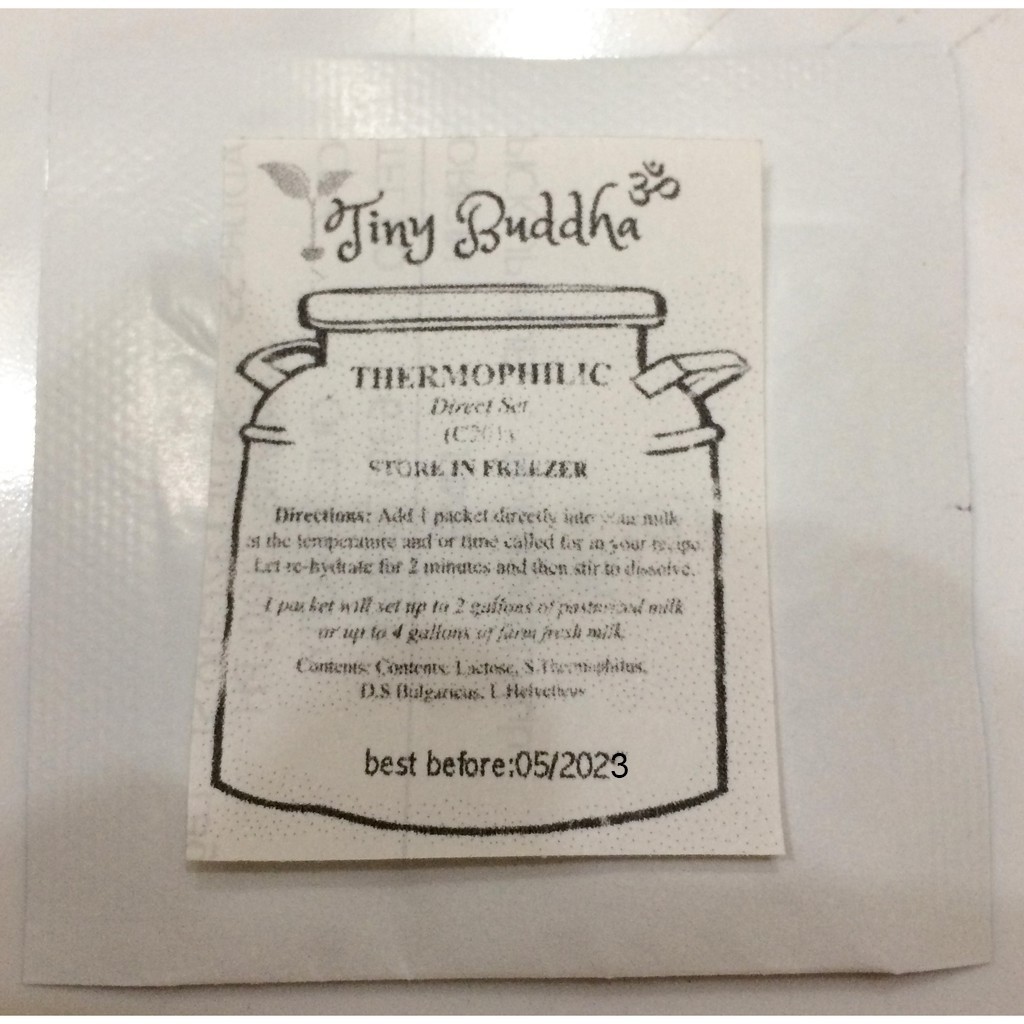 Tiny Buddha ॐ
THERMOPHILIC
Direct Set
(C201)
STORE IN FREEZER
Directions: Add 1 packet directly into your milk
at the temperature and or time called for in your recipe.
Let re-hydrate for 2 minutes and then stir to dissolve.
1 packet will set up to 2 gallons of pasturized milk
or up to 4 gallons of farm fresh milk.
Contents: Contents: Lactose, S.Thermophilus,
D.S Bulgaricus, L Helveticus
best before:05/2023